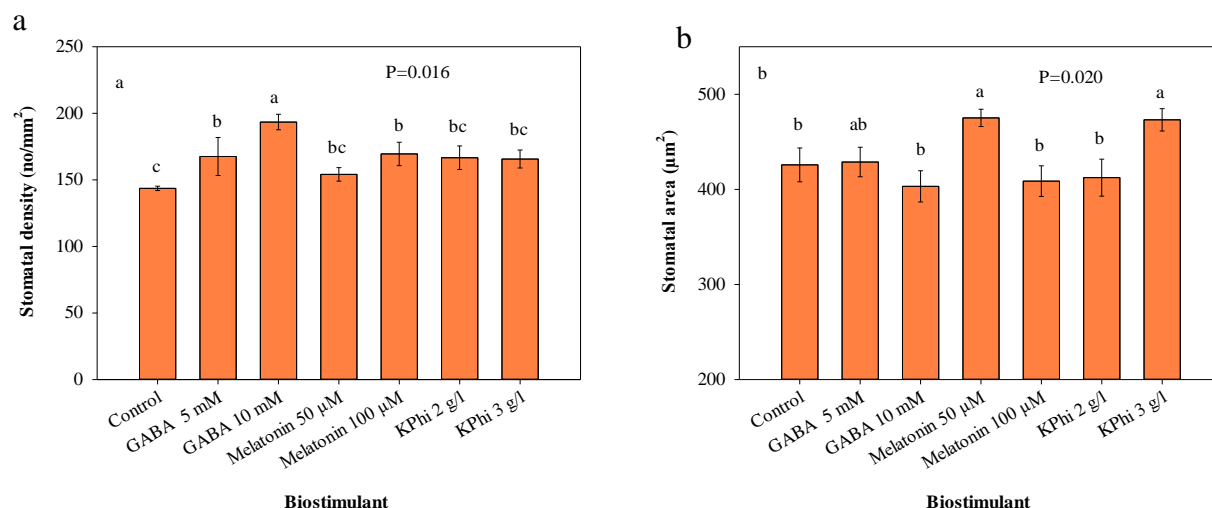 a
250
200
150
100
50
0
Stomatal density (no/mm²)
a
P=0.016
c
b
a
bc
b
bc
bc
Control
GABA 5 mM
GABA 10 mM
Melatonin 50 µM
Melatonin 100 µM
KPhi 2 g/l
KPhi 3 g/l
Biostimulant
b
500
400
300
200
Stomatal area (µm²)
b
P=0.020
b
ab
b
a
b
b
a
Control
GABA 5 mM
GABA 10 mM
Melatonin 50 µM
Melatonin 100 µM
KPhi 2 g/l
KPhi 3 g/l
Biostimulant